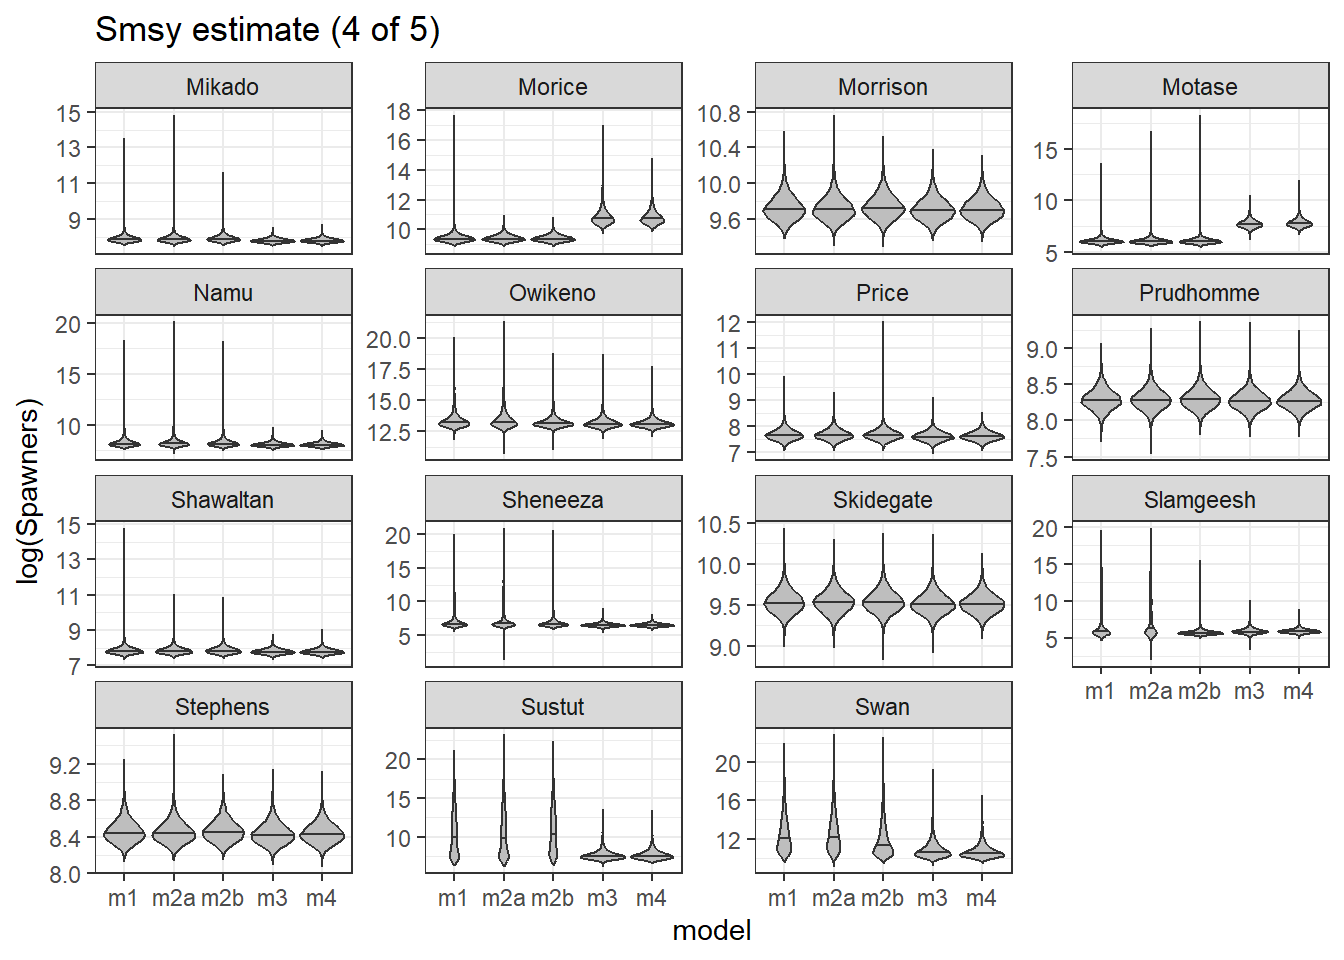 Smsy estimate (4 of 5)
Mikado Morice Morrison Motase
15 13 11 9
18 16 14 12 10
10.8 10.4 10.0 9.6
15 10 5
Namu Owikeno Price Prudhomme
20 15 10
20.0 17.5 15.0 12.5
12 11 10 9 8 7
9.0 8.5 8.0 7.5
log(Spawners)
Shawaltan Sheneeza Skidegate Slamgeesh
15 13 11 9 7
20 15 10 5
10.5 10.0 9.5 9.0
20 15 10 5
m1 m2a m2b m3 m4
Stephens Sustut Swan
9.2 8.8 8.4 8.0
20 15 10
20 16 12
m1 m2a m2b m3 m4 m1 m2a m2b m3 m4 m1 m2a m2b m3 m4
model